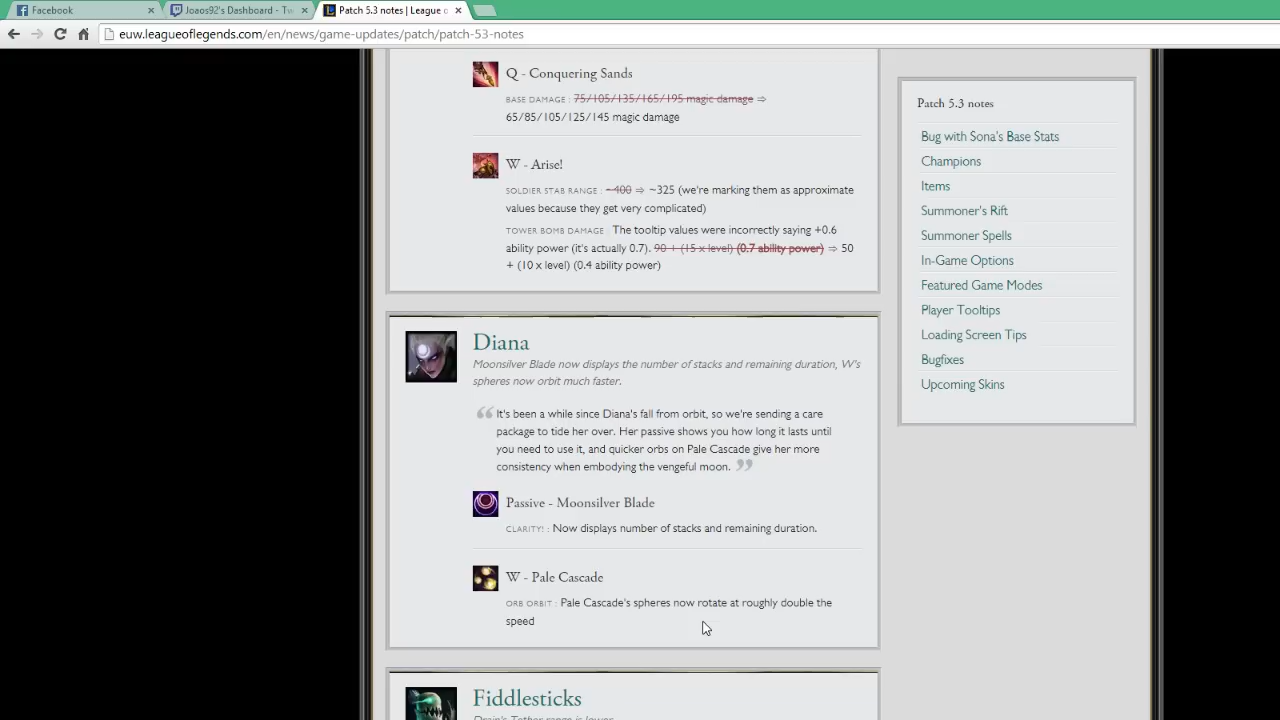 Facebook
Joaos92's Dashboard - Tw
Patch 5.3 notes | League o
euw.leagueoflegends.com/en/news/game-updates/patch/patch-53-notes
Q - Conquering Sands
BASE DAMAGE : 75/105/135/165/195 magic damage ⇒
65/85/105/125/145 magic damage
W - Arise!
SOLDIER STAB RANGE : ~400 ⇒ ~325 (we're marking them as approximate
values because they get very complicated)
TOWER BOMB DAMAGE : The tooltip values were incorrectly saying +0.6
ability power (it's actually 0.7). 90 + (15 x level) (0.7 ability power) ⇒ 50
+ (10 x level) (0.4 ability power)
Diana
Moonsilver Blade now displays the number of stacks and remaining duration, W's
spheres now orbit much faster.
“ It's been a while since Diana's fall from orbit, so we're sending a care
package to tide her over. Her passive shows you how long it lasts until
you need to use it, and quicker orbs on Pale Cascade give her more
consistency when embodying the vengeful moon. ”
Passive - Moonsilver Blade
CLARITY! : Now displays number of stacks and remaining duration.
W - Pale Cascade
ORB ORBIT : Pale Cascade's spheres now rotate at roughly double the
speed
Fiddlesticks
Drain's Tether range is lower.
Patch 5.3 notes
Bug with Sona's Base Stats
Champions
Items
Summoner's Rift
Summoner Spells
In-Game Options
Featured Game Modes
Player Tooltips
Loading Screen Tips
Bugfixes
Upcoming Skins